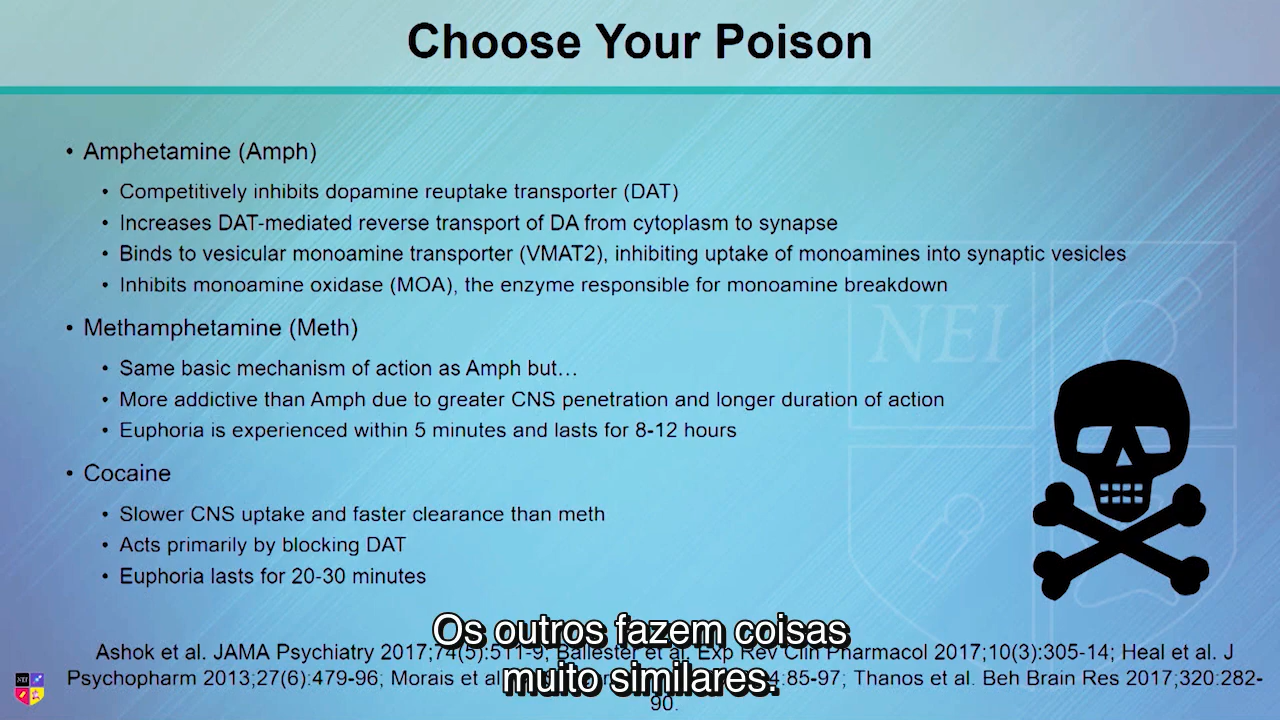 Choose Your Poison
• Amphetamine (Amph)
• Competitively inhibits dopamine reuptake transporter (DAT)
• Increases DAT-mediated reverse transport of DA from cytoplasm to synapse
• Binds to vesicular monoamine transporter (VMAT2), inhibiting uptake of monoamines into synaptic vesicles
• Inhibits monoamine oxidase (MOA), the enzyme responsible for monoamine breakdown
• Methamphetamine (Meth)
• Same basic mechanism of action as Amph but…
• More addictive than Amph due to greater CNS penetration and longer duration of action
• Euphoria is experienced within 5 minutes and lasts for 8-12 hours
• Cocaine
• Slower CNS uptake and faster clearance than meth
• Acts primarily by blocking DAT
• Euphoria lasts for 20-30 minutes
NEI
Os outros fazem coisas
muito similares.
Ashok et al. JAMA Psychiatry 2017;74(5):511-9; Ballester et al. Exp Rev Clin Pharmacol 2017;10(3):305-14; Heal et al. J
Psychopharm 2013;27(6):479-96; Morais et al :85-97; Thanos et al. Beh Brain Res 2017;320:282-
90.
NEI